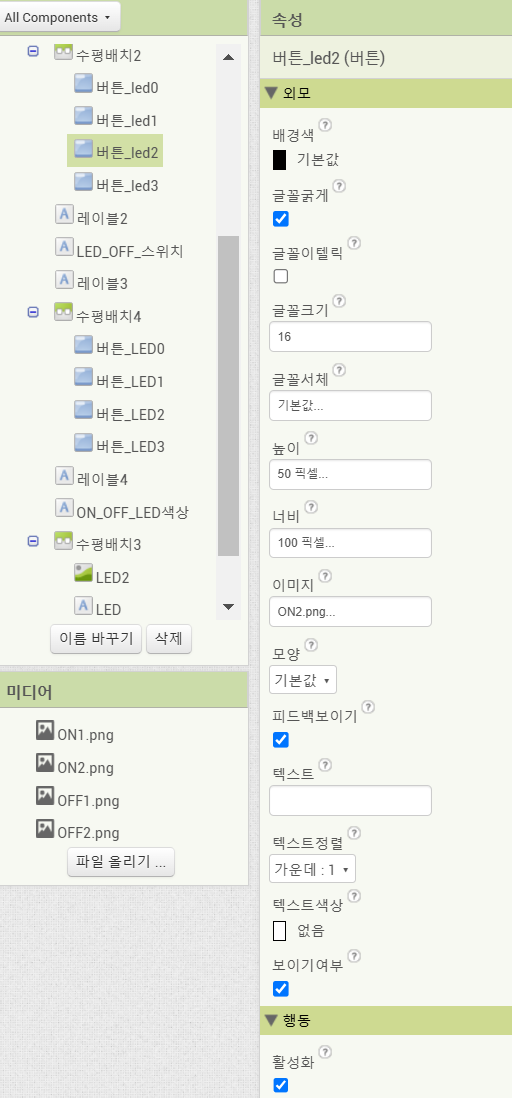 All Components
수평배치2
버튼_led0
버튼_led1
버튼_led2
버튼_led3
레이블2
LED_OFF_스위치
레이블3
수평배치4
버튼_LED0
버튼_LED1
버튼_LED2
버튼_LED3
레이블4
ON_OFF_LED색상
수평배치3
LED2
LED
이름 바꾸기
삭제
미디어
ON1.png
ON2.png
OFF1.png
OFF2.png
파일 올리기 ...
속성
버튼_led2 (버튼)
외모
배경색
기본값
글꼴굵게
글꼴이텔릭
글꼴크기
16
글꼴서체
기본값...
높이
50 픽셀...
너비
100 픽셀...
이미지
ON2.png...
모양
기본값
피드백보이기
텍스트
텍스트정렬
가운데 : 1
텍스트색상
없음
보이기여부
행동
활성화